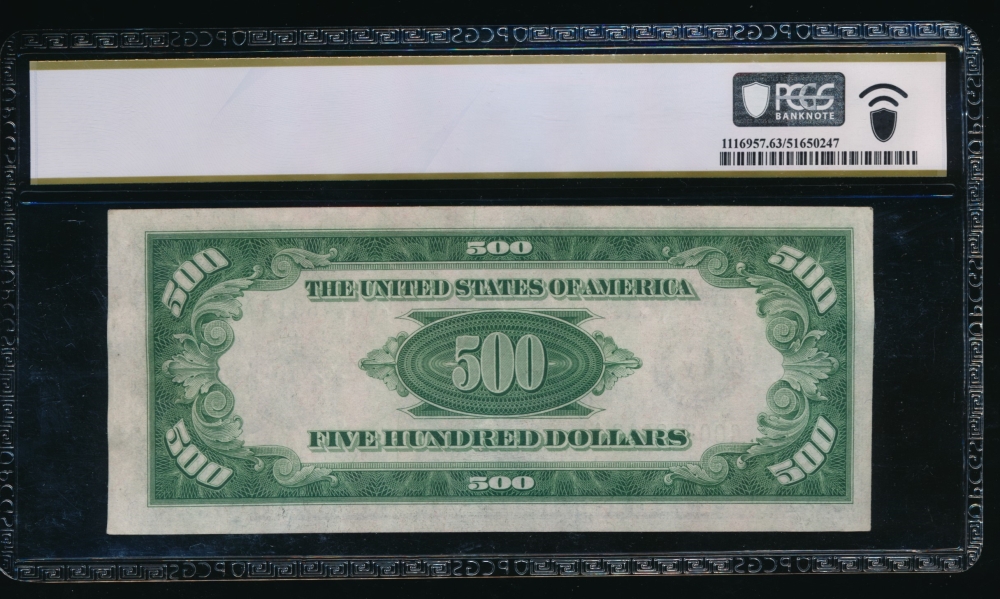 PCGS
BANKNOTE
1116957.63/51650247
500
500
500
THE UNITED STATES OF AMERICA
500
FIVE HUNDRED DOLLARS
500
500
500